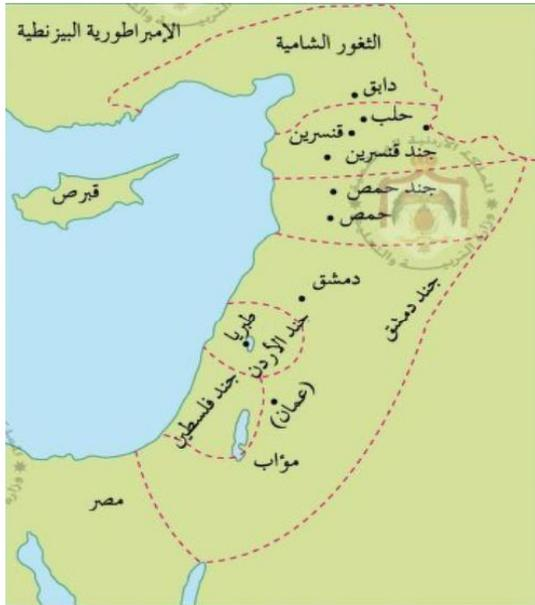 الإمبراطورية البيزنطية
الثغور الشامية
دابق
حلب
قنسرين
جند قنسرين
جند حمص
حمص
قبرص
دمشق
جند دمشق
طبريا
جند الأردن
جند فلسطين
(عمان)
مؤاب
مصر